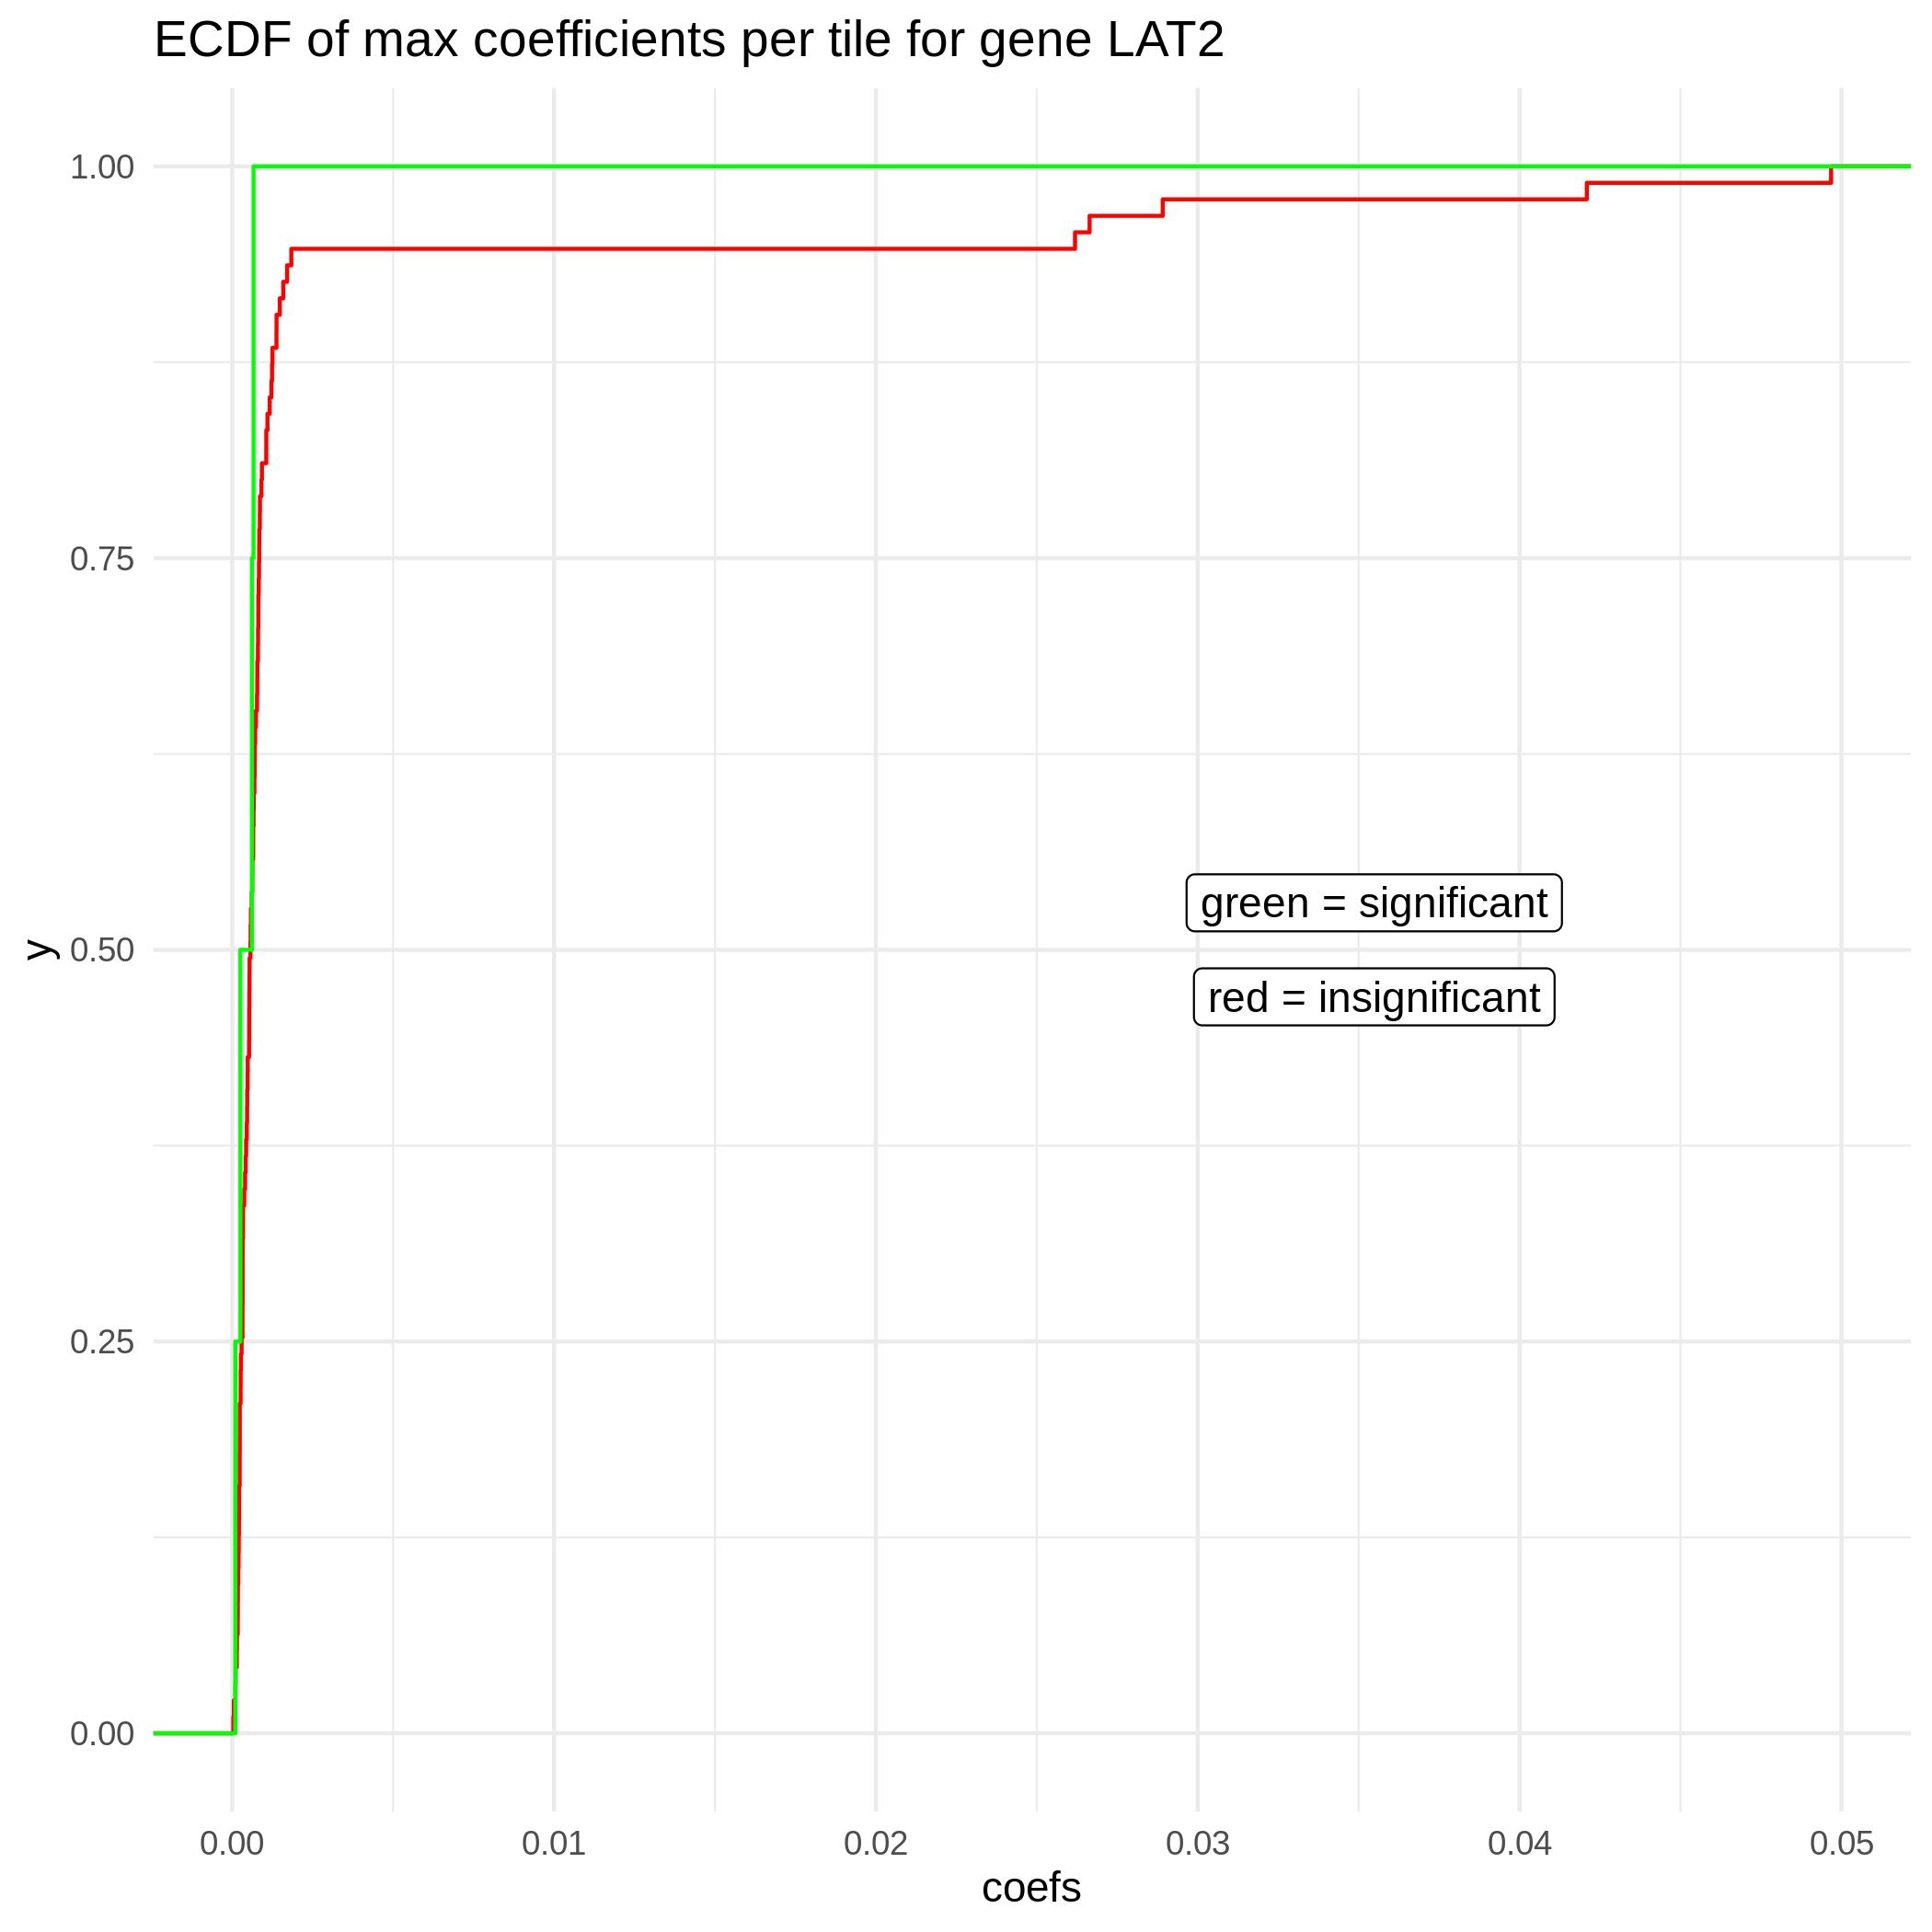 ECDF of max coefficients per tile for gene LAT2
1.00
0.75
0.50
0.25
0.00
y
green = significant
red = insignificant
0.00 0.01 0.02 0.03 0.04 0.05
coefs